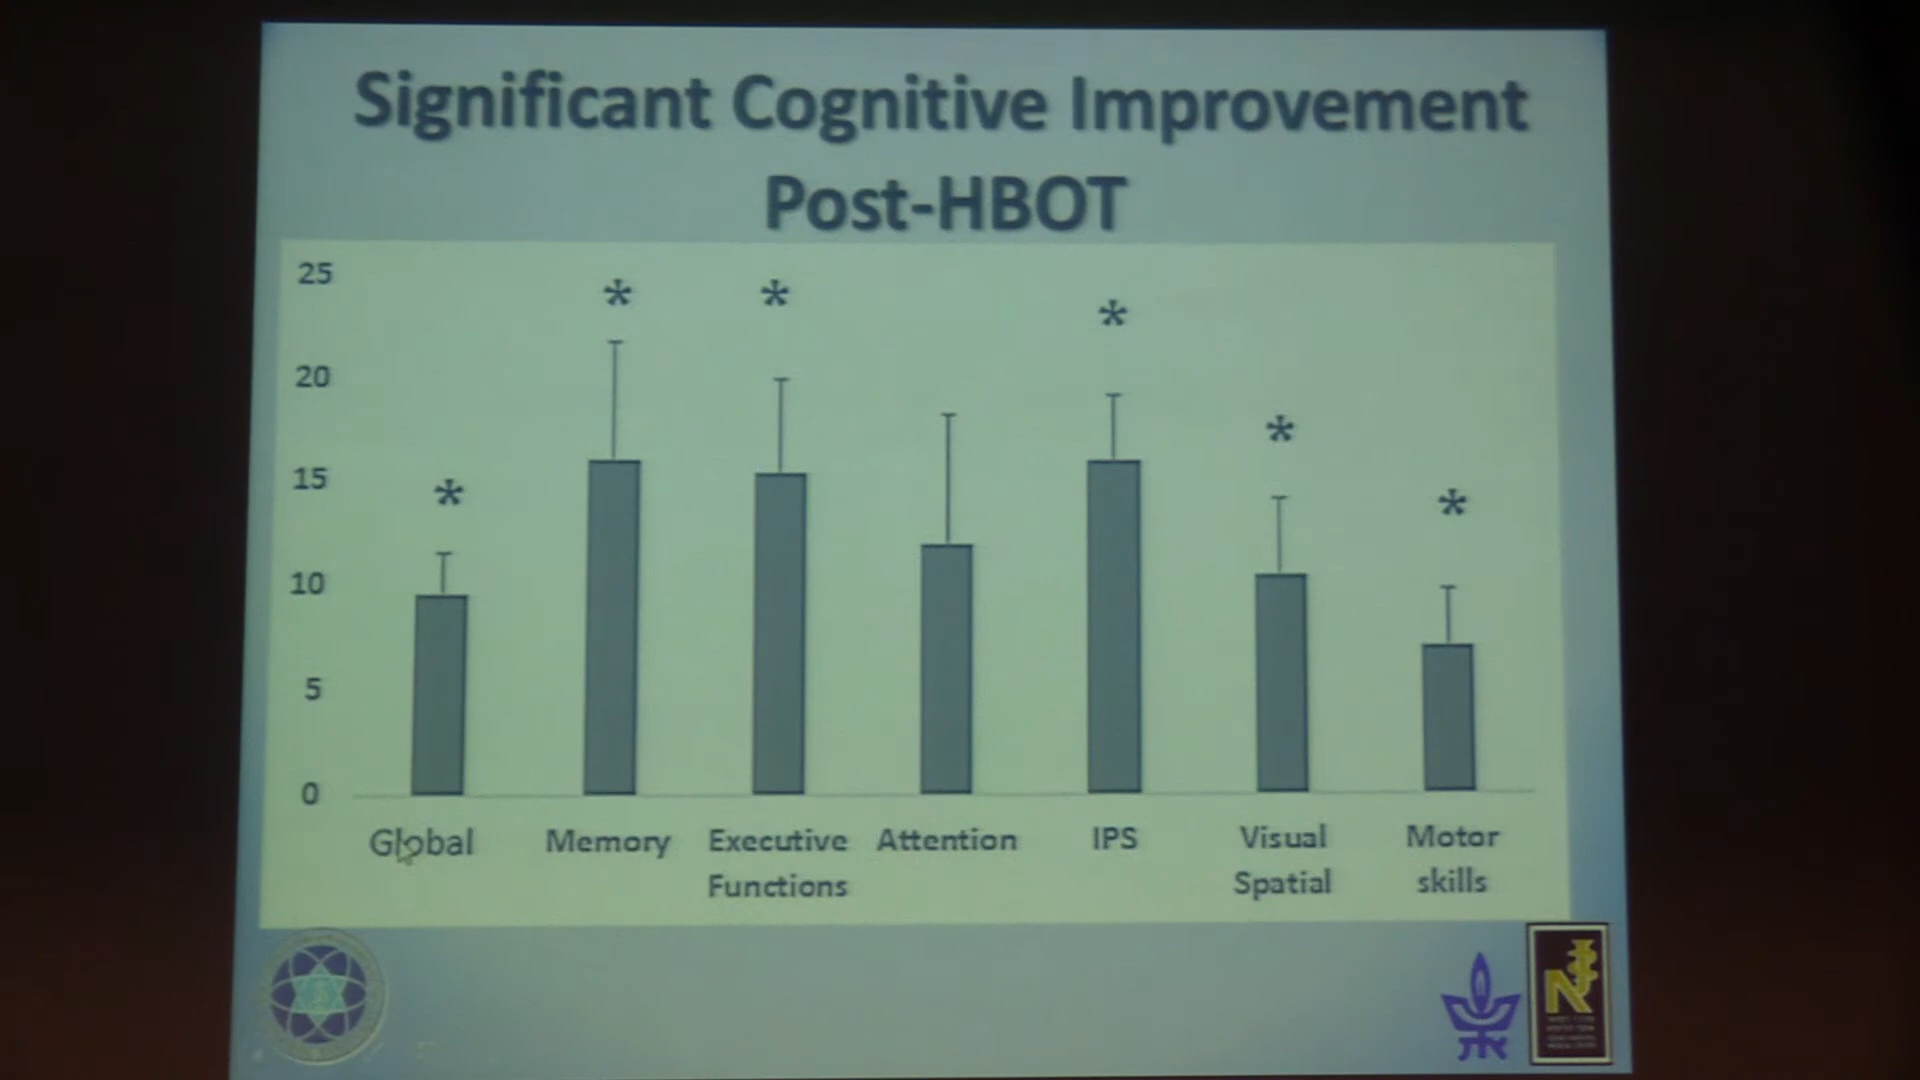 Significant Cognitive Improvement
Post-HBOT
25
20
15
10
5
0
*
*
*
*
*
*
Global
Memory
Executive
Functions
Attention
IPS
Visual
Spatial
Motor
skills